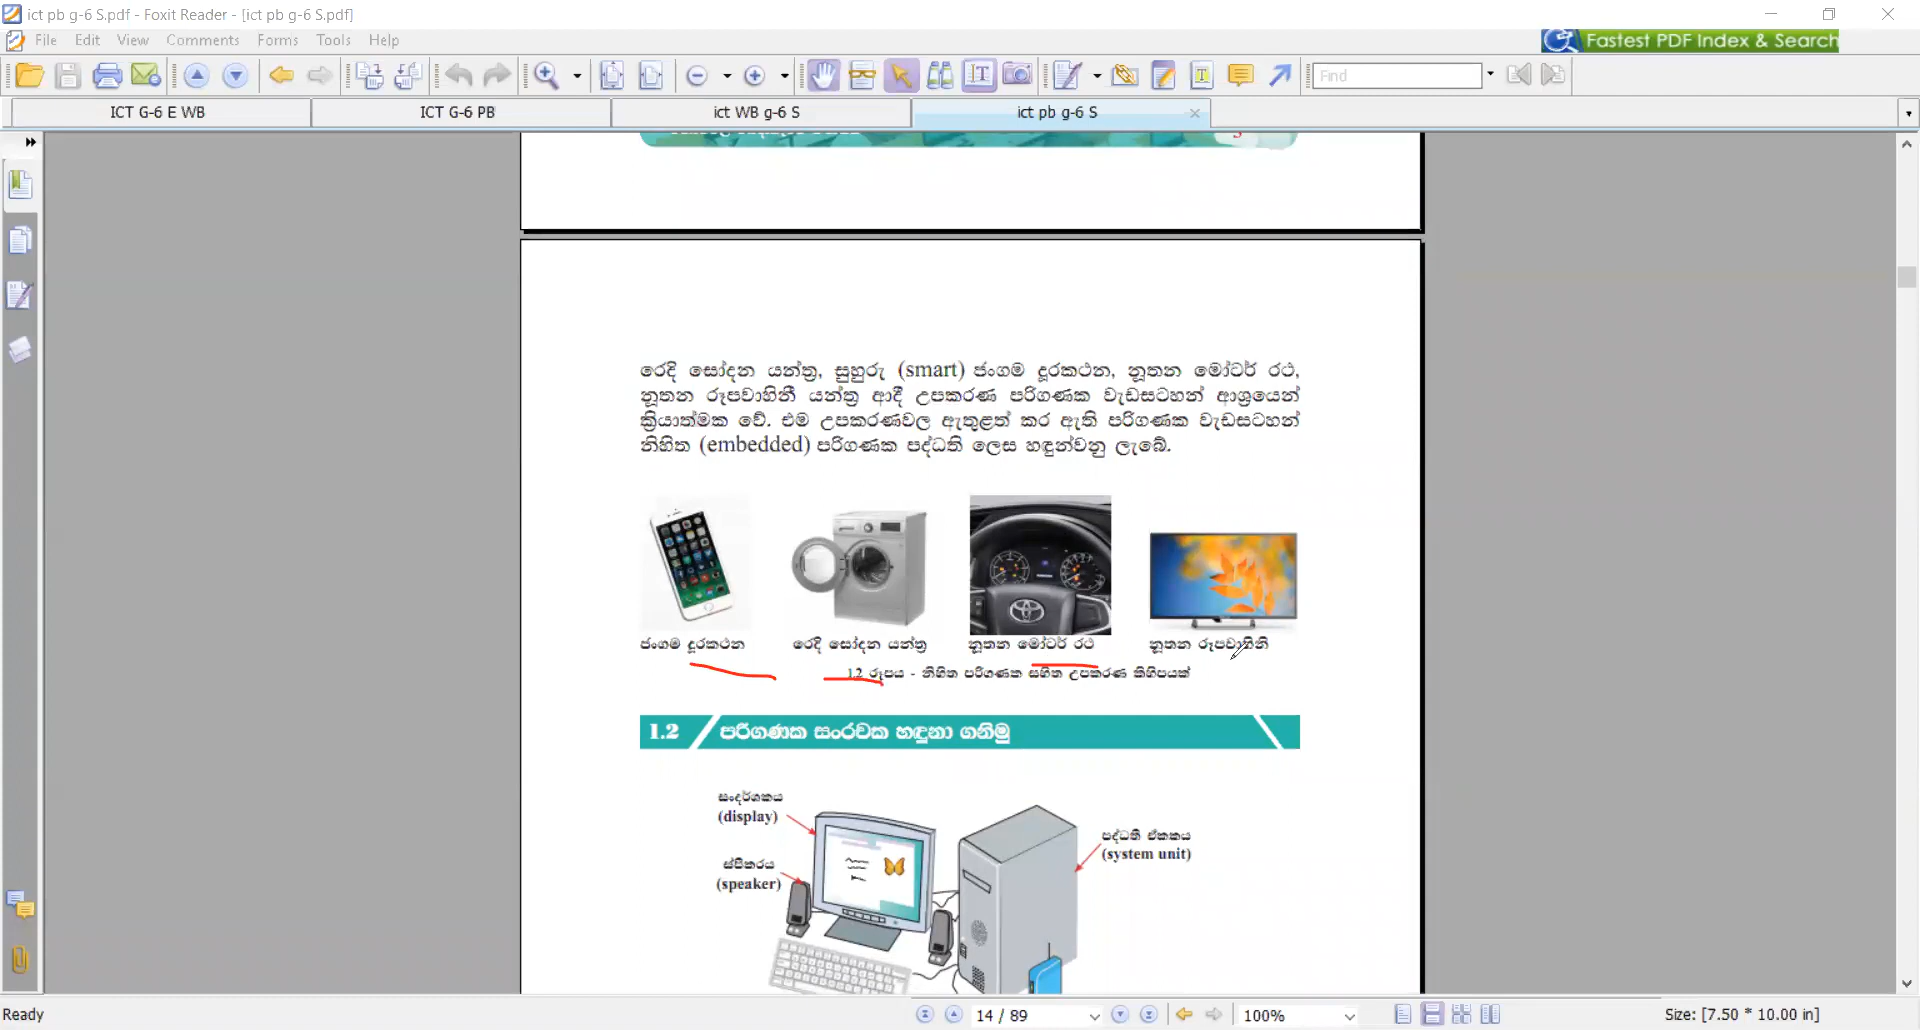 ict pb g-6 S.pdf - Foxit Reader - [ict pb g-6 S.pdf]
File Edit View Comments Forms Tools Help
Fastest PDF Index & Search
Find
ICT G-6 E WB
ICT G-6 PB
ict WB g-6 S
ict pb g-6 S
රෙදි සෝදන යන්ත්‍ර, සුහුරු (smart) ජංගම දුරකථන, නූතන මෝටර් රථ,
නූතන රූපවාහිනී යන්ත්‍ර ආදී උපකරණ පරිගණක වැඩසටහන් ආශ්‍රයෙන්
ක්‍රියාත්මක වේ. එම උපකරණවල ඇතුළත් කර ඇති පරිගණක වැඩසටහන්
නිහිත (embedded) පරිගණක පද්ධති ලෙස හඳුන්වනු ලැබේ.
ජංගම දුරකථන
රෙදි සෝදන යන්ත්‍ර
නූතන මෝටර් රථ
නූතන රූපවාහිනි
1.2 රූපය - නිහිත පරිගණක සහිත උපකරණ කිහිපයක්
1.2 පරිගණක සංරචක හඳුනා ගනිමු
සංදර්ශකය
(display)
ස්පීකරය
(speaker)
පද්ධති ඒකකය
(system unit)
Ready
14 / 89
100%
Size: [7.50 * 10.00 in]